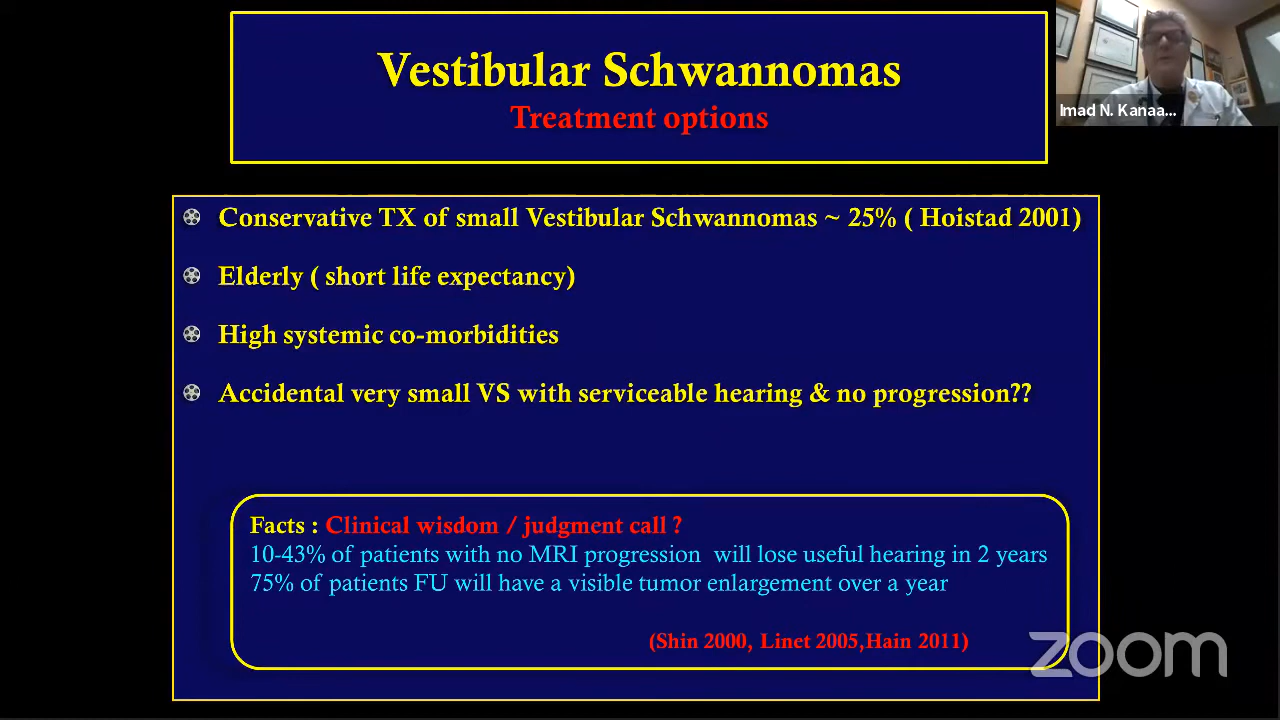 Vestibular Schwannomas
Treatment options
Imad N. Kanaa...
Conservative TX of small Vestibular Schwannomas ~ 25% ( Hoistad 2001)
Elderly ( short life expectancy)
High systemic co-morbidities
Accidental very small VS with serviceable hearing & no progression??
Facts : Clinical wisdom / judgment call ?
10-43% of patients with no MRI progression will lose useful hearing in 2 years
75% of patients FU will have a visible tumor enlargement over a year
(Shin 2000, Linet 2005,Hain 2011)
zoom